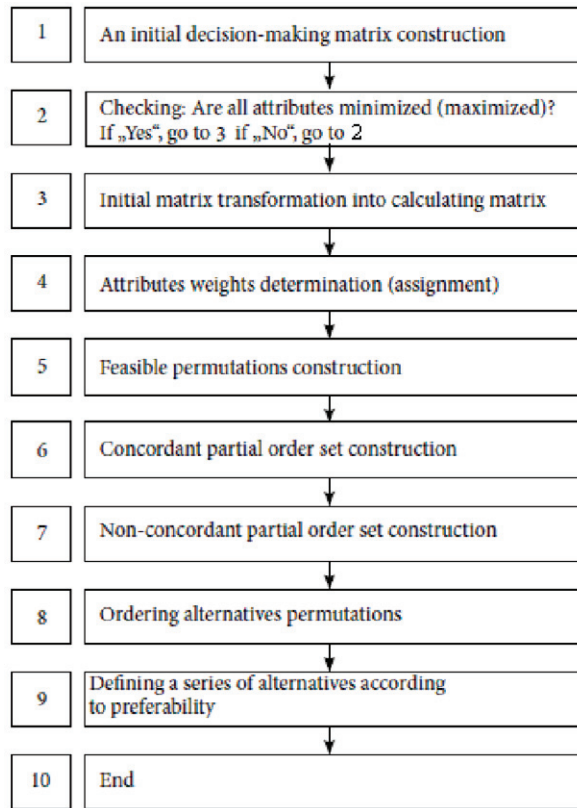 1 An initial decision-making matrix construction
2 Checking: Are all attributes minimized (maximized)?
If „Yes“, go to 3 if „No“, go to 2
3 Initial matrix transformation into calculating matrix
4 Attributes weights determination (assignment)
5 Feasible permutations construction
6 Concordant partial order set construction
7 Non-concordant partial order set construction
8 Ordering alternatives permutations
9 Defining a series of alternatives according
to preferability
10 End